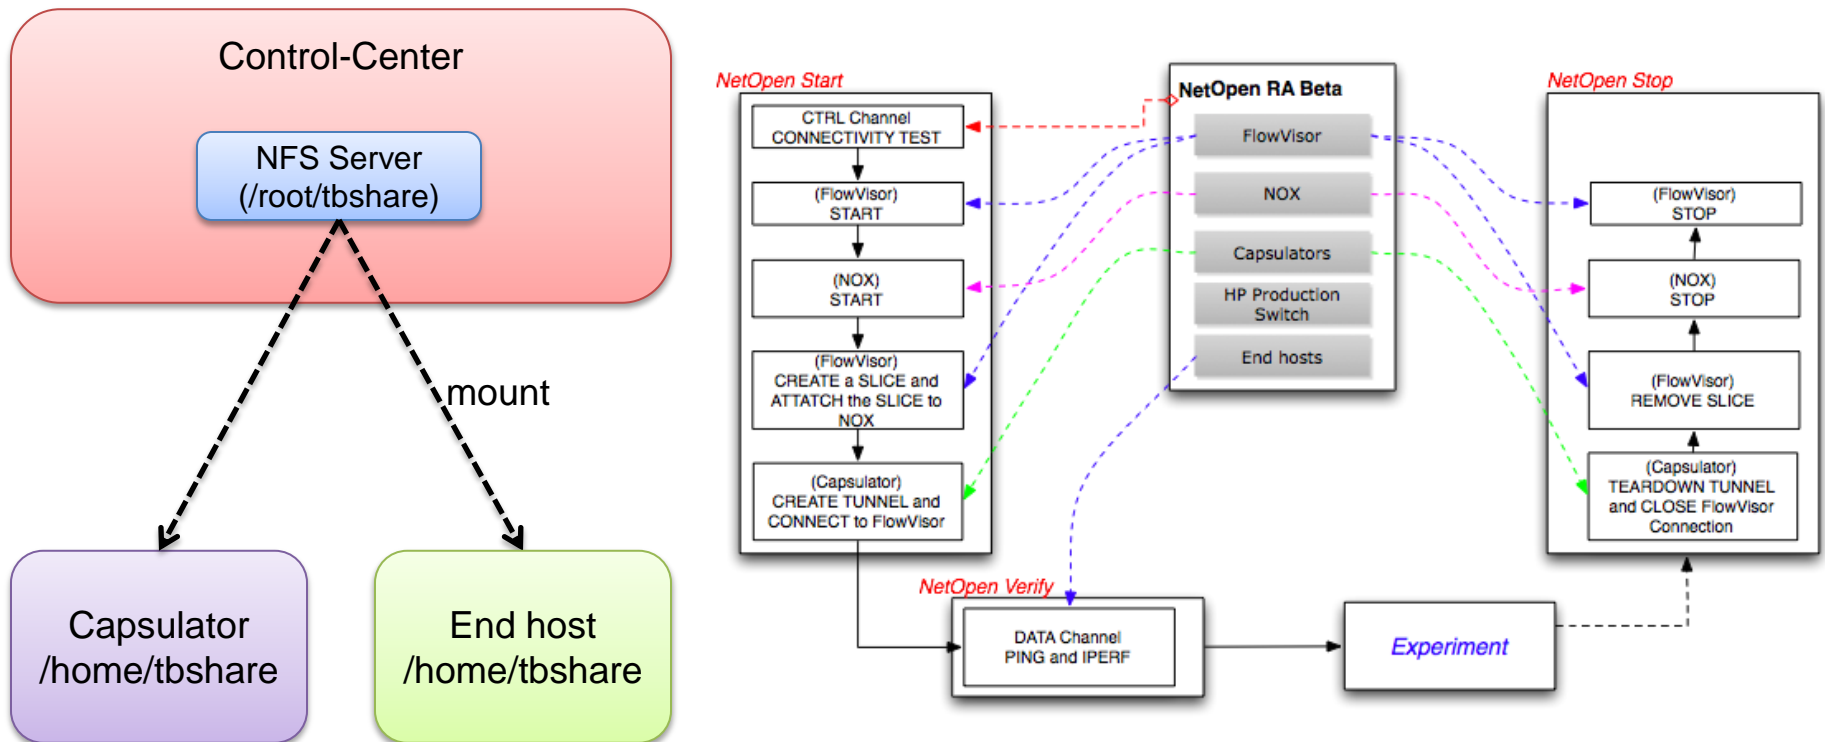 Control-Center
NFS Server
(/root/tbshare)
mount
Capsulator
/home/tbshare
End host
/home/tbshare
NetOpen Start
CTRL Channel
CONNECTIVITY TEST
(FlowVisor)
START
(NOX)
START
(FlowVisor)
CREATE a SLICE and
ATTATCH the SLICE to
NOX
(Capsulator)
CREATE TUNNEL and
CONNECT to FlowVisor
NetOpen RA Beta
FlowVisor
NOX
Capsulators
HP Production
Switch
End hosts
NetOpen Stop
(FlowVisor)
STOP
(NOX)
STOP
(FlowVisor)
REMOVE SLICE
(Capsulator)
TEARDOWN TUNNEL
and CLOSE FlowVisor
Connection
NetOpen Verify
DATA Channel
PING and IPERF
Experiment